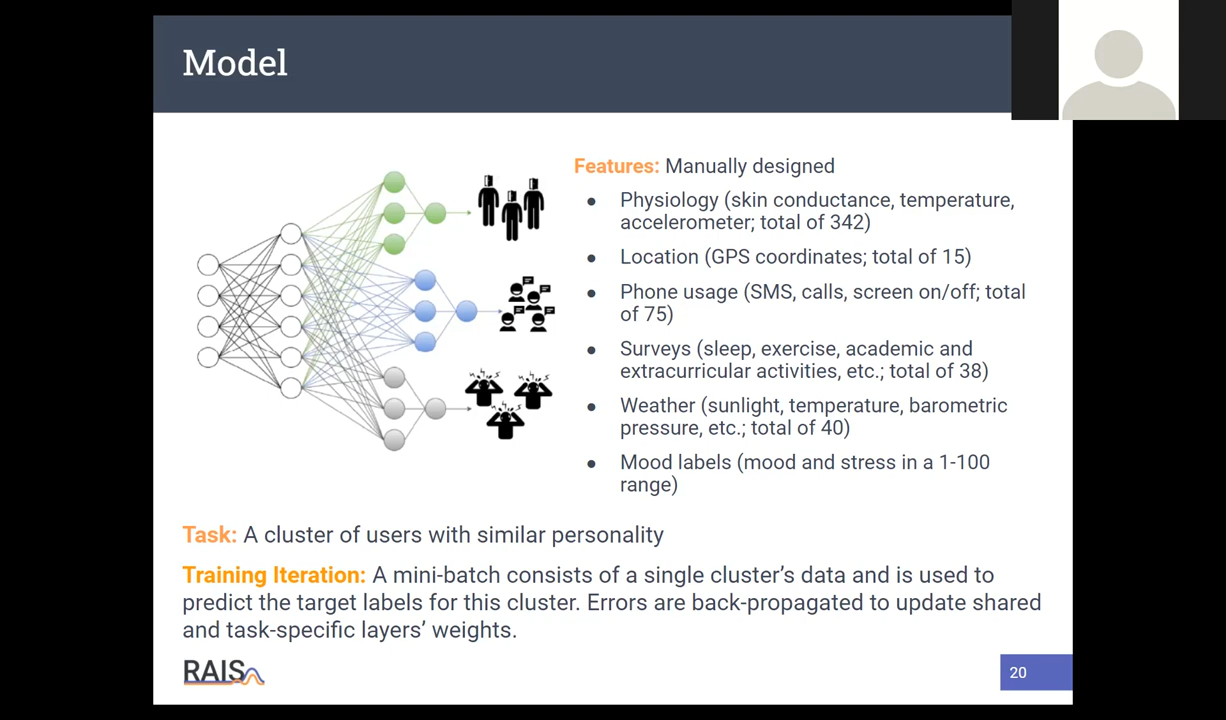 Model
Features: Manually designed
● Physiology (skin conductance, temperature,
accelerometer; total of 342)
● Location (GPS coordinates; total of 15)
● Phone usage (SMS, calls, screen on/off; total
of 75)
● Surveys (sleep, exercise, academic and
extracurricular activities, etc.; total of 38)
● Weather (sunlight, temperature, barometric
pressure, etc.; total of 40)
● Mood labels (mood and stress in a 1-100
range)
Task: A cluster of users with similar personality
Training Iteration: A mini-batch consists of a single cluster’s data and is used to
predict the target labels for this cluster. Errors are back-propagated to update shared
and task-specific layers’ weights.
RAIS
20